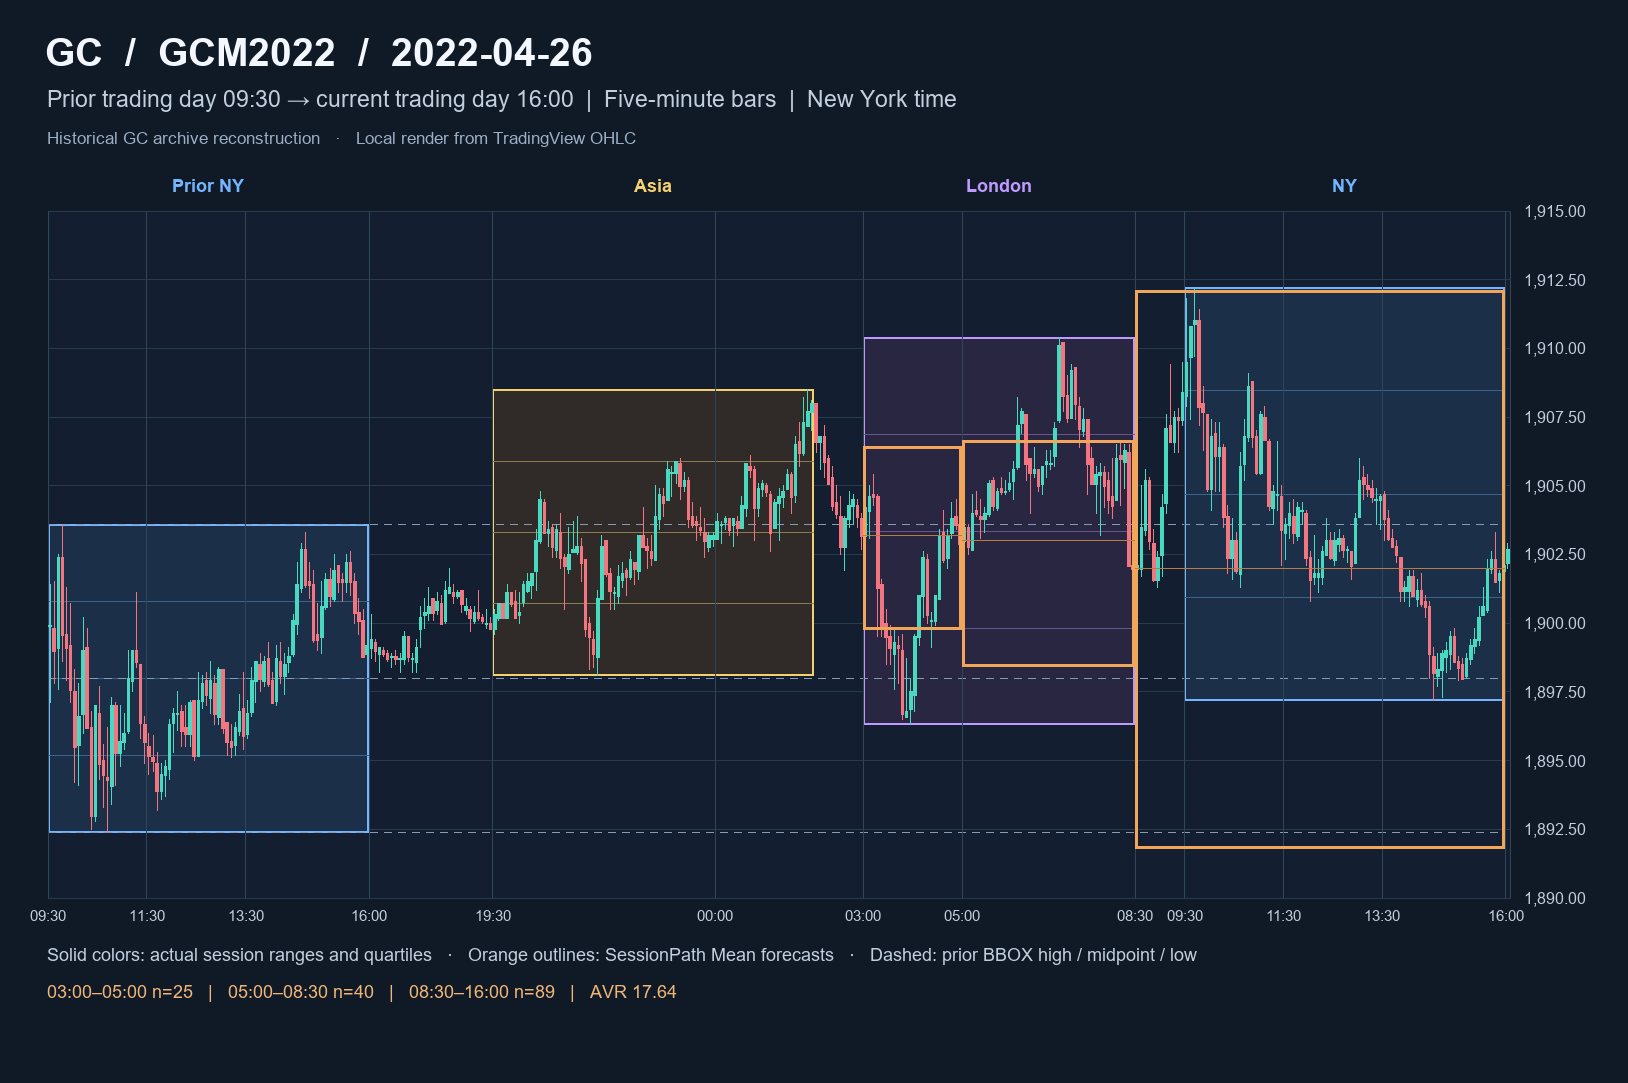 GC / GCM2022 / 2022-04-26
Prior trading day 09:30 → current trading day 16:00 | Five-minute bars | New York time
Historical GC archive reconstruction · Local render from TradingView OHLC
Prior NY Asia London NY
1,915.00
1,912.50
1,910.00
1,907.50
1,905.00
1,902.50
1,900.00
1,897.50
1,895.00
1,892.50
1,890.00
09:30 11:30 13:30 16:00 19:30 00:00 03:00 05:00 08:30 09:30 11:30 13:30 16:00
Solid colors: actual session ranges and quartiles · Orange outlines: SessionPath Mean forecasts · Dashed: prior BBOX high / midpoint / low
03:00–05:00 n=25 | 05:00–08:30 n=40 | 08:30–16:00 n=89 | AVR 17.64